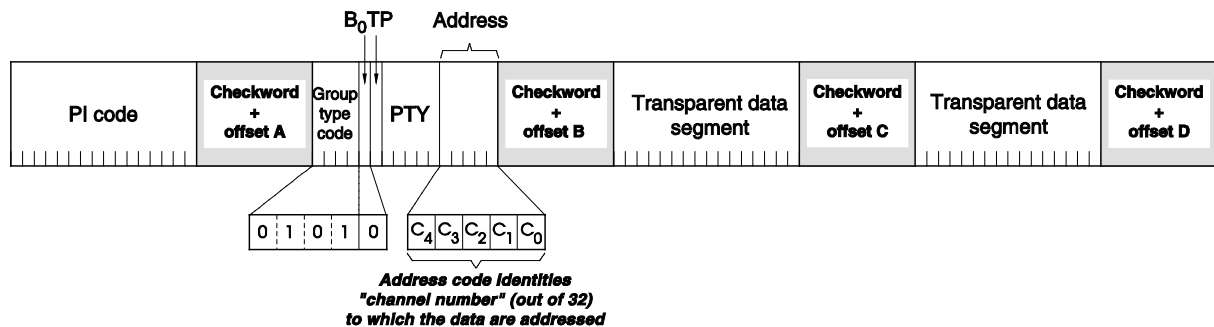 B0TP
Address
PI code
Checkword
+
offset A
Group
type
code
PTY
Checkword
+
offset B
Transparent data
segment
Checkword
+
offset C
Transparent data
segment
Checkword
+
offset D
0 1 0 1 0
C4 C3 C2 C1 C0
Address code identities
"channel number" (out of 32)
to which the data are addressed